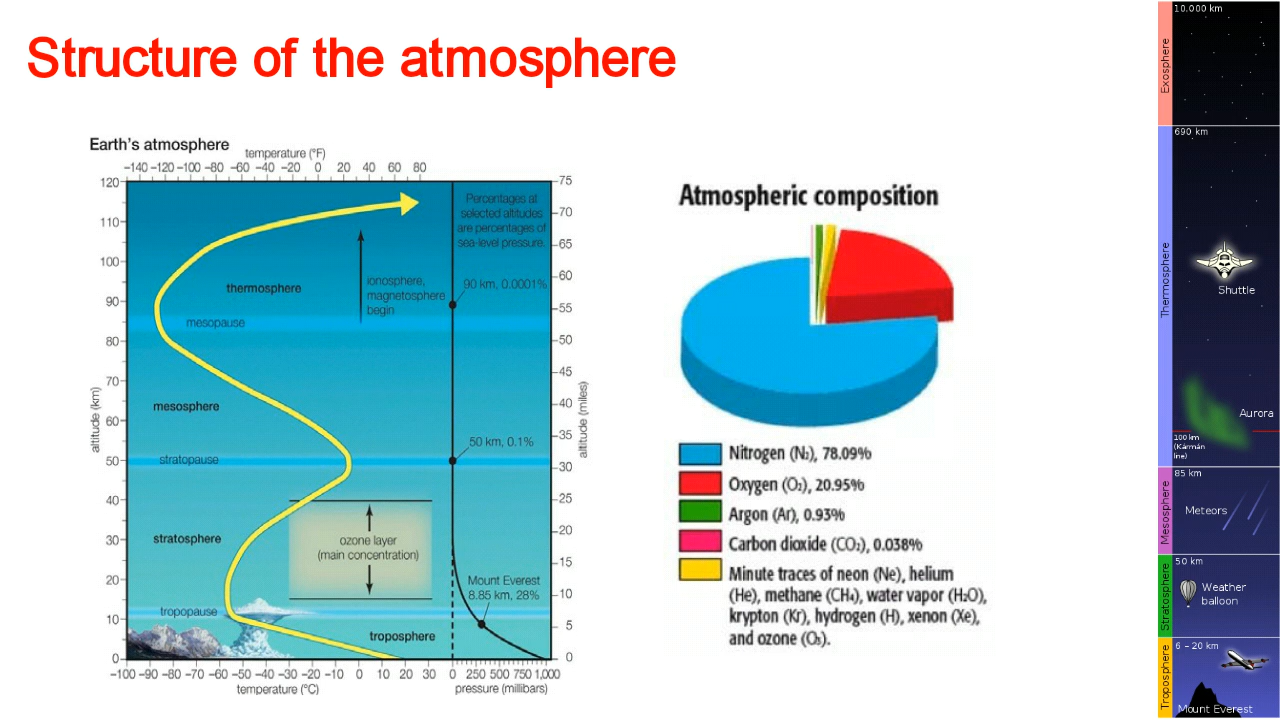 Structure of the atmosphere
Earth's atmosphere
temperature (°F)
−140 −120 −100 −80 −60 −40 −20 0 20 40 60 80
120
110
100
90
80
70
60
50
40
30
20
10
0
altitude (km)
thermosphere
mesopause
mesosphere
stratopause
stratosphere
tropopause
troposphere
ionosphere,
magnetosphere
begin
ozone layer
(main concentration)
Percentages at
selected altitudes
are percentages of
sea-level pressure.
90 km, 0.0001%
50 km, 0.1%
Mount Everest
8.85 km, 28%
75
70
65
60
55
50
45
40
35
30
25
20
15
10
5
0
altitude (miles)
−100 −90 −80 −70 −60 −50 −40 −30 −20 −10 0 10 20 30
temperature (°C)
0 250 500 750 1,000
pressure (millibars)
Atmospheric composition
Nitrogen (N₂), 78.09%
Oxygen (O₂), 20.95%
Argon (Ar), 0.93%
Carbon dioxide (CO₂), 0.038%
Minute traces of neon (Ne), helium
(He), methane (CH₄), water vapor (H₂O),
krypton (Kr), hydrogen (H), xenon (Xe),
and ozone (O₃).
10,000 km
Exosphere
690 km
Thermosphere
Shuttle
Aurora
100 km
(Kármán
line)
85 km
Mesosphere
Meteors
50 km
Stratosphere
Weather
balloon
6 – 20 km
Troposphere
Mount Everest